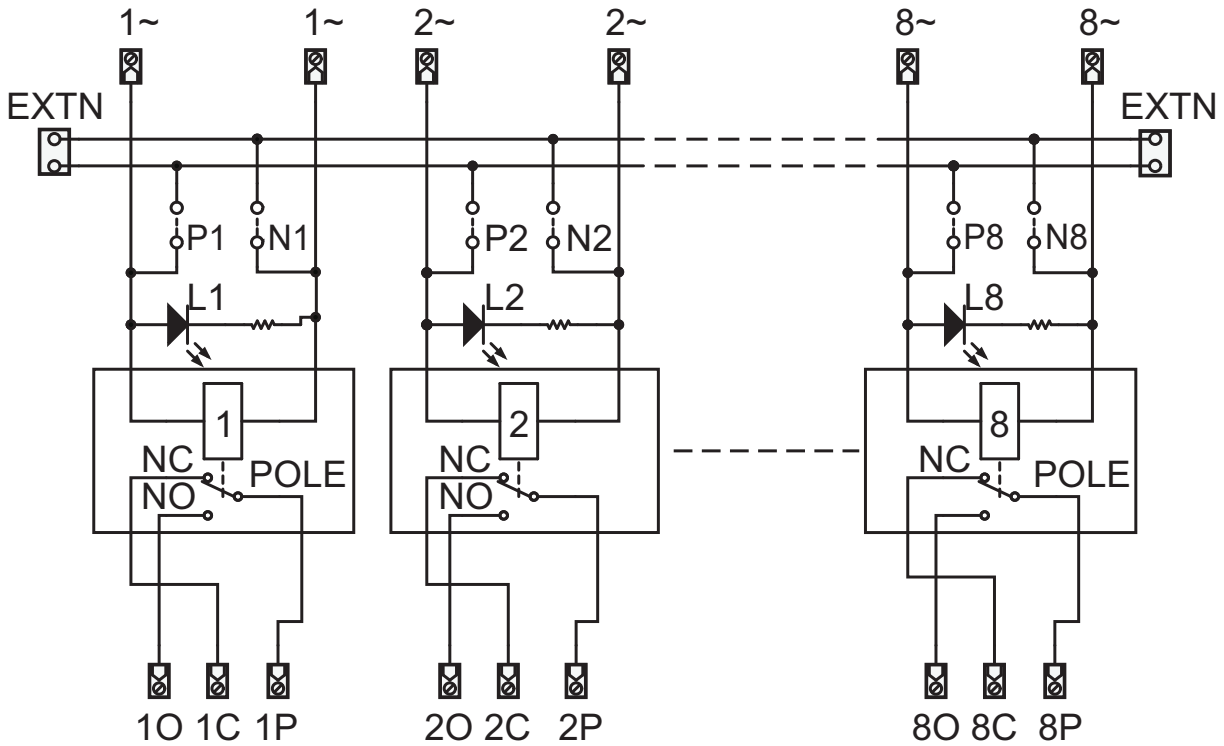 1~ 1~ 2~ 2~ 8~ 8~
EXTN EXTN
P1 N1 P2 N2 P8 N8
L1 L2 L8
1 2 8
NC POLE NC NC POLE
NO NO
1O 1C 1P 2O 2C 2P 8O 8C 8P